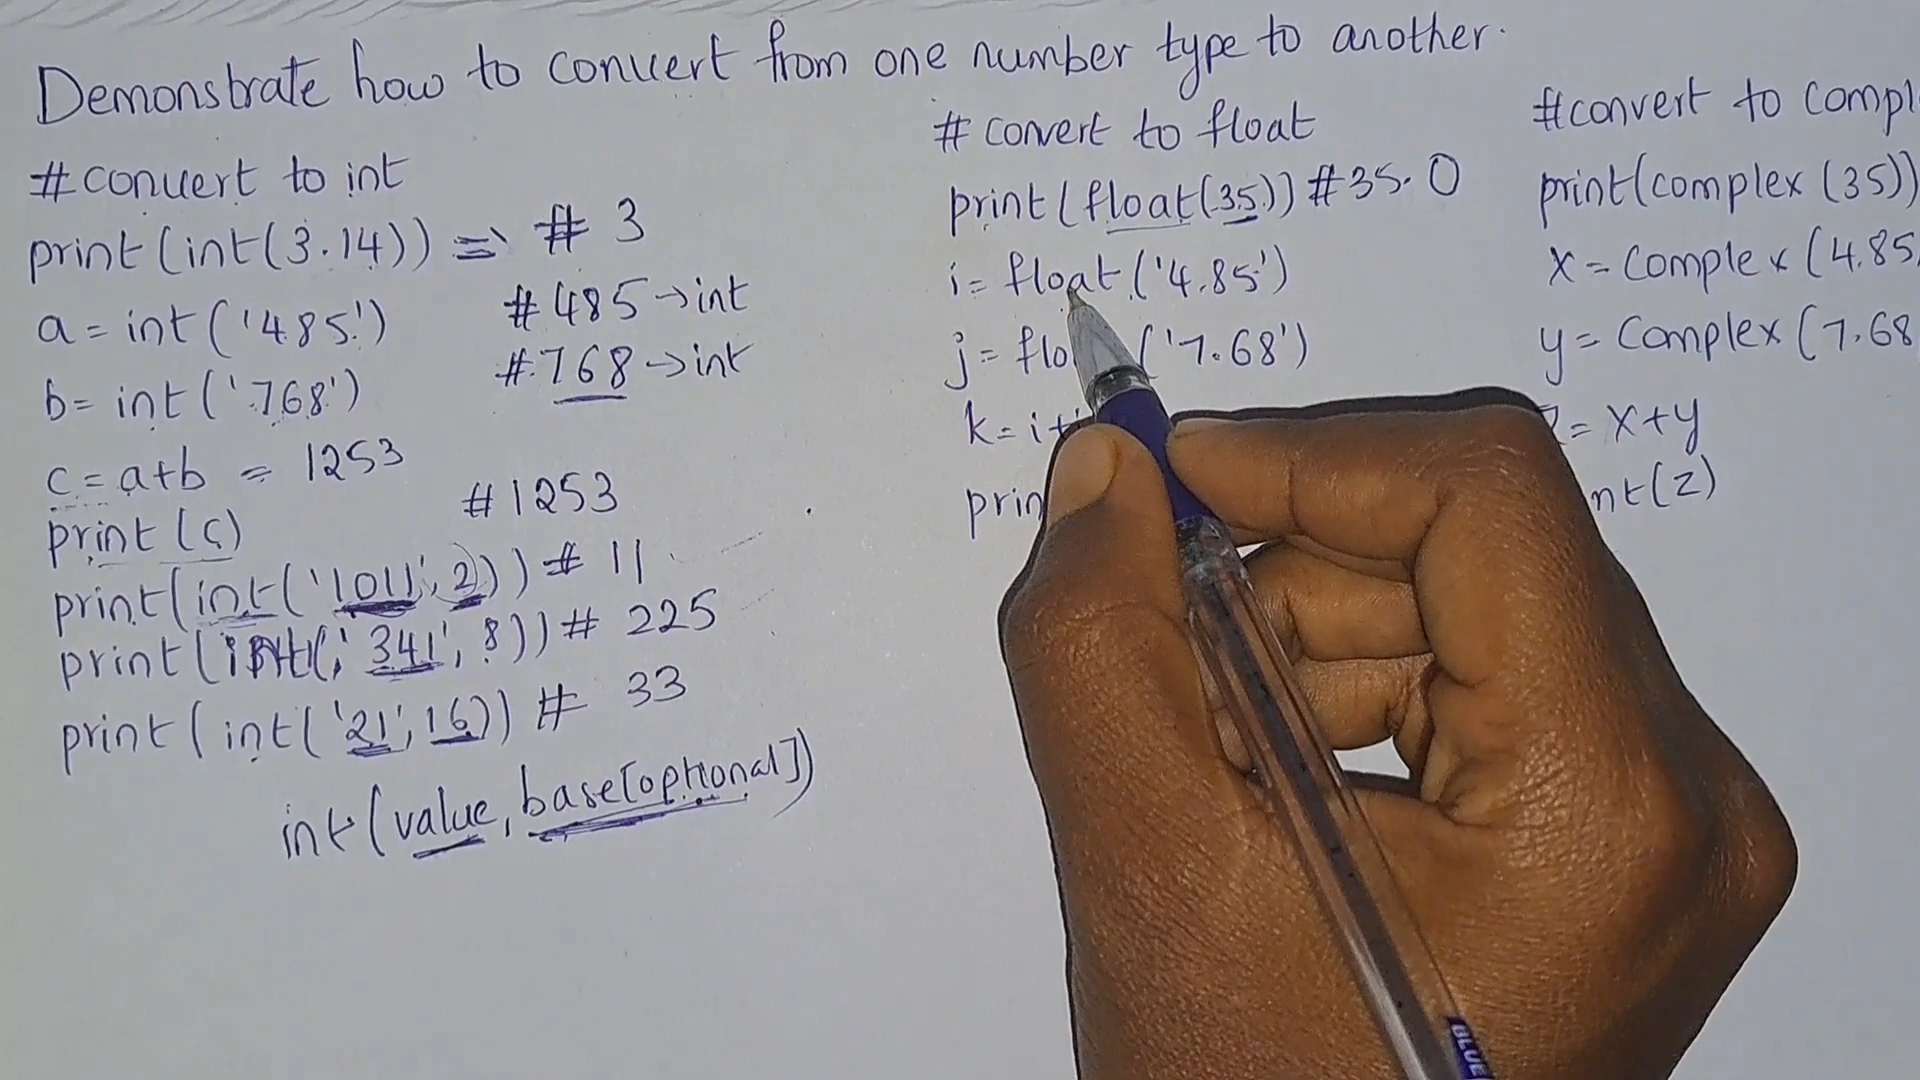 Demonstrate how to convert from one number type to another.
#convert to int
print(int(3.14)) => # 3
a = int('485') #485→int
b = int('768') #768→int
c = a+b = 1253
print(c) #1253
print(int('1011',2)) # 11
print(int('341',8)) # 225
print(int('21',16)) # 33
int(value, base[optional])
# convert to float
print(float(35)) #35.0
i= float('4.85')
j= flo ('7.68')
k= i+
prin
#convert to compl
print(complex (35))
x = Complex (4.85,
y = Complex (7.68
= x+y
nt(z)